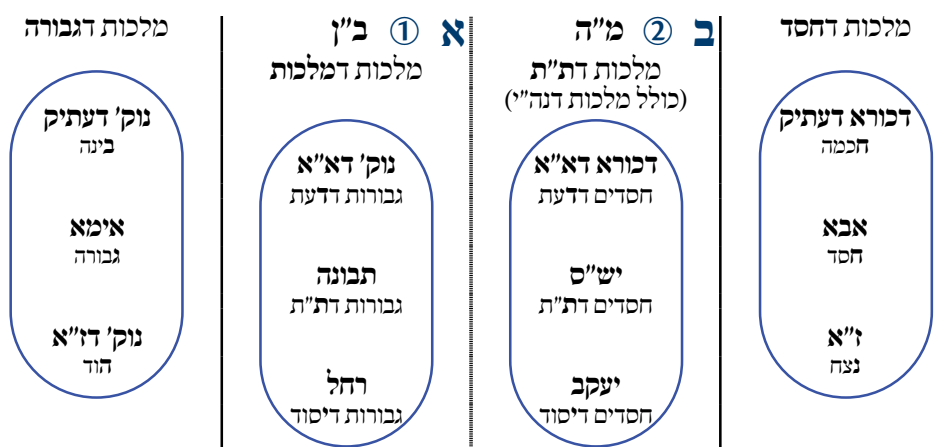 מלכות דחסד
דכורא דעתיק
חכמה
אבא
חסד
ז״א
נצח
ב ② מ״ה
מלכות דת״ת
(כולל מלכות דנה״י)
דכורא דא״א
חסדים דדעת
יש״ס
חסדים דת״ת
יעקב
חסדים דיסוד
א ① ב״ן
מלכות דמלכות
נוק׳ דא״א
גבורות דדעת
תבונה
גבורות דת״ת
רחל
גבורות דיסוד
מלכות דגבורה
נוק׳ דעתיק
בינה
אימא
גבורה
נוק׳ דז״א
הוד